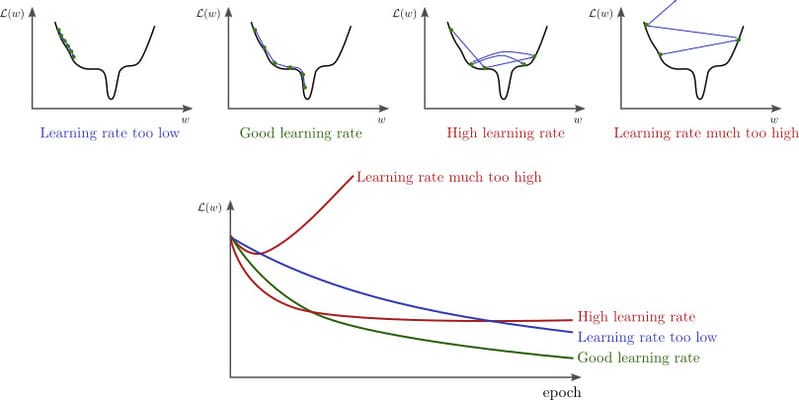 ℒ(w) ℒ(w) ℒ(w) ℒ(w)
w w w w
Learning rate too low Good learning rate High learning rate Learning rate much too high
Learning rate much too high
ℒ(w)
High learning rate
Learning rate too low
Good learning rate
epoch